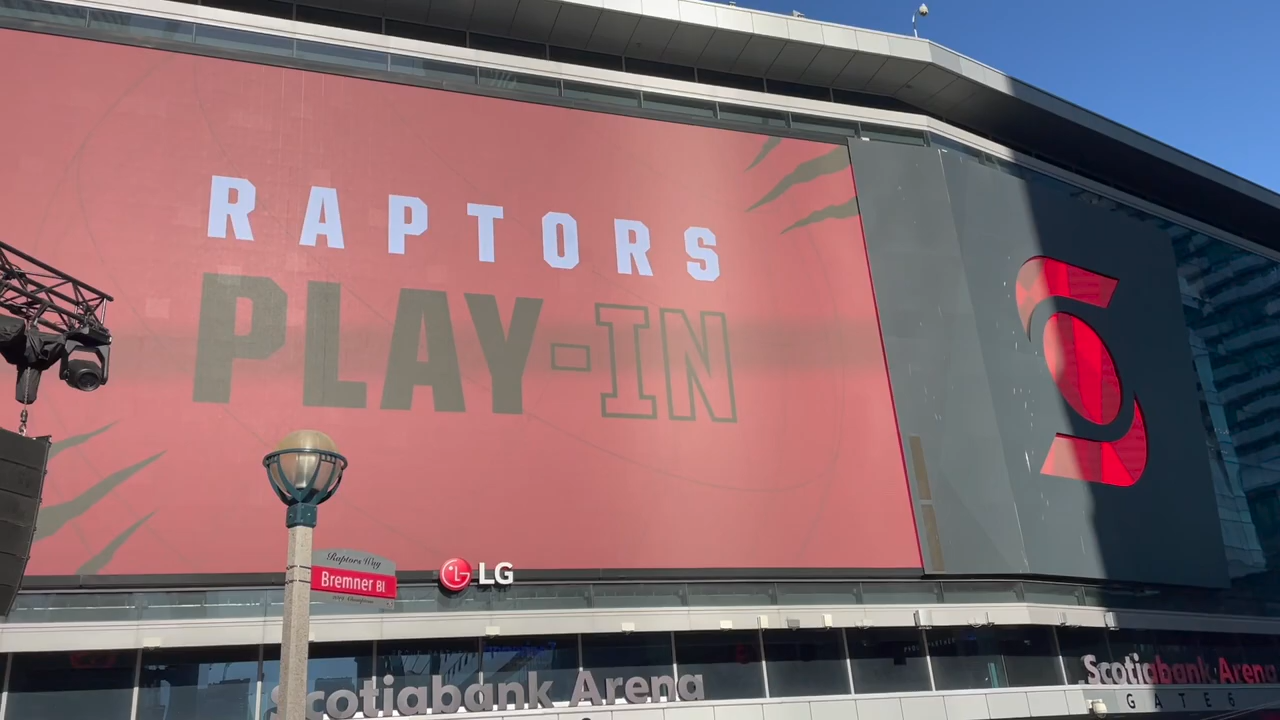 RAPTORS
PLAY-IN
Raptors Way
Bremner Bl
LG
Scotiabank Arena
Scotiabank Arena
GATE 6